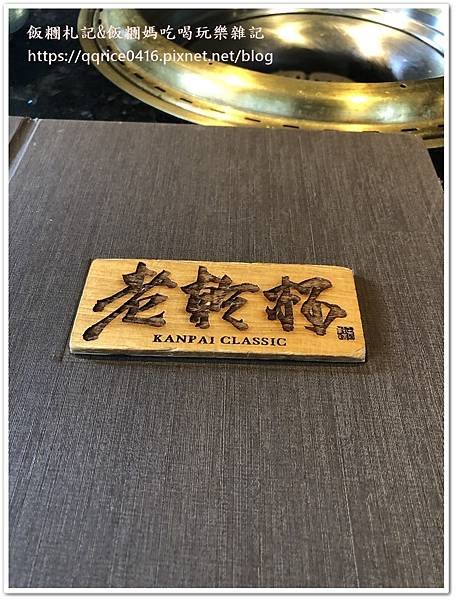 飯糰札記&飯糰媽吃喝玩樂雜記
https://qqrice0416.pixnet.net/blog
老乾杯
KANPAI CLASSIC